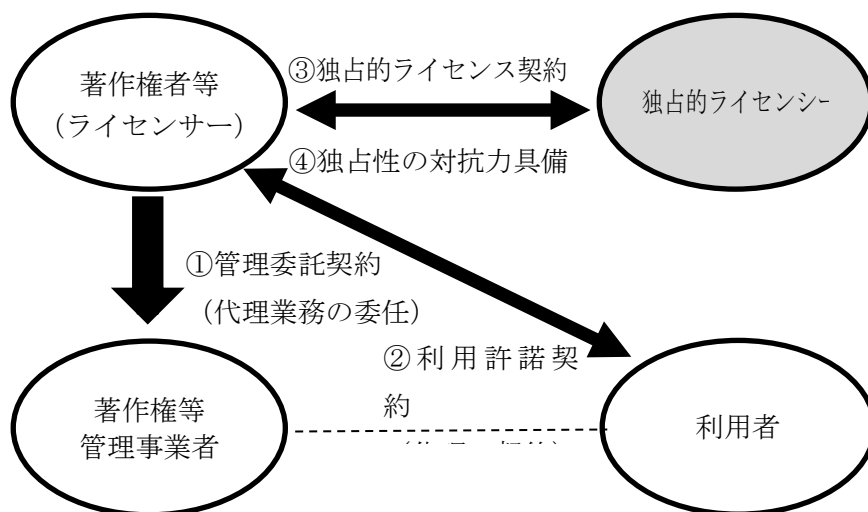 著作権者等
（ライセンサー）
③独占的ライセンス契約
独占的ライセンシー
④独占性の対抗力具備
①管理委託契約
（代理業務の委任）
②利用許諾契
約
著作権等
管理事業者
利用者